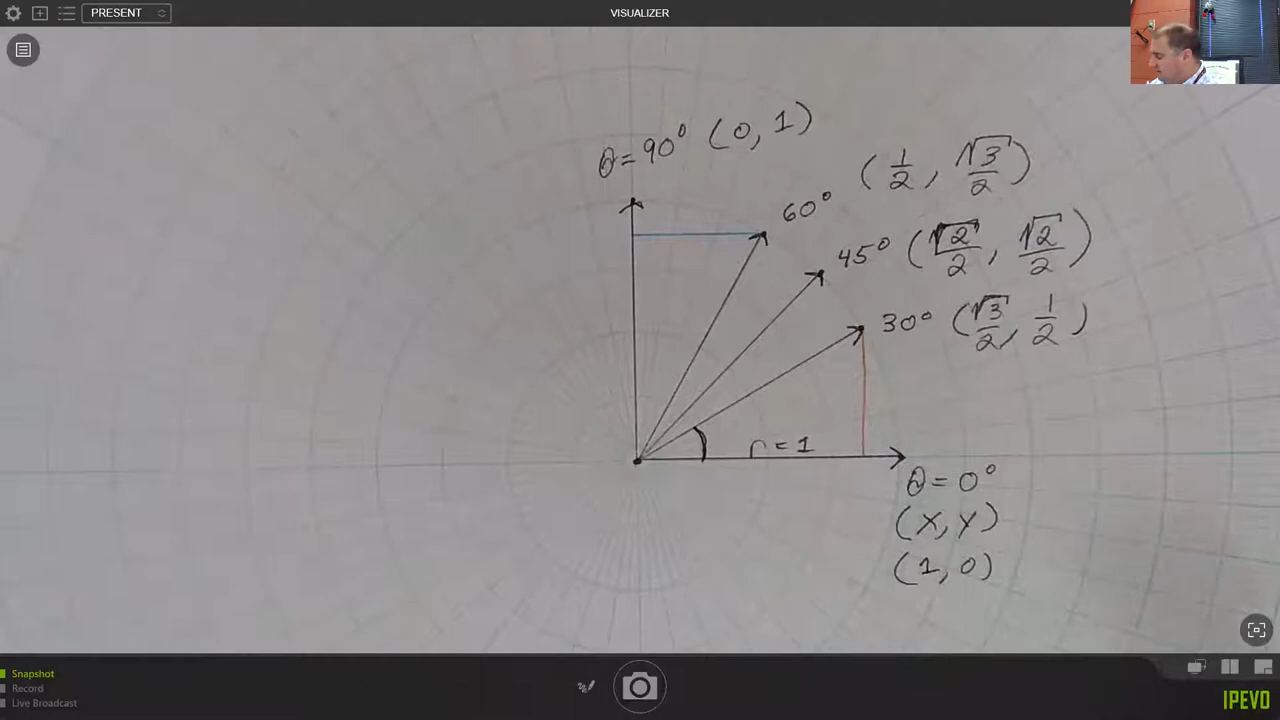 PRESENT
VISUALIZER
θ = 90° (0, 1)
60° (1/2, √3/2)
45° (√2/2, √2/2)
30° (√3/2, 1/2)
r = 1
θ = 0°
(X, Y)
(1, 0)
Snapshot
Record
Live Broadcast
IPEVO